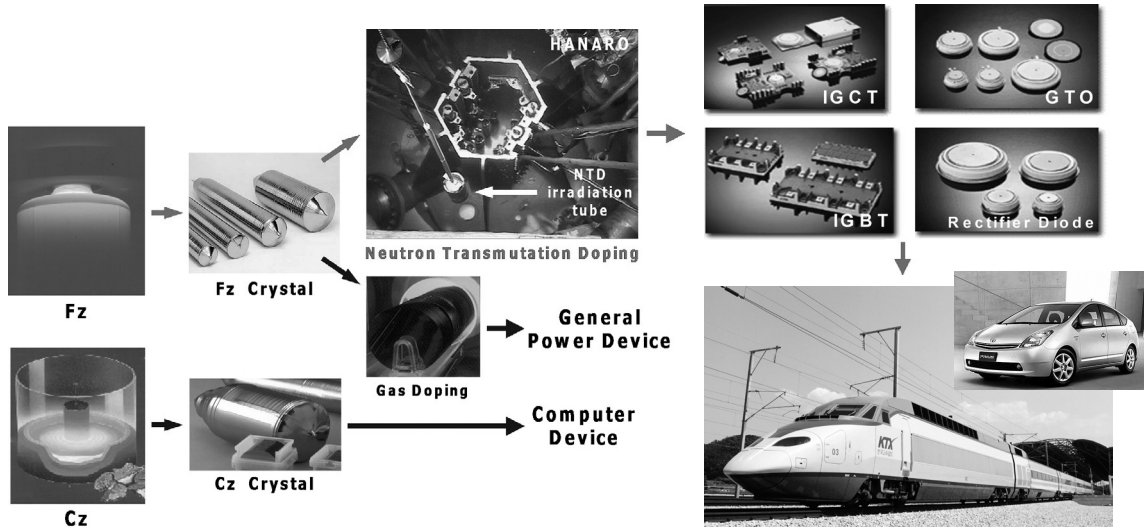 HANARO
NTD
irradiation
tube
Neutron Transmutation Doping
IGCT
GTO
IGBT
Rectifier Diode
Fz
Fz Crystal
Gas Doping
General
Power Device
Cz
Cz Crystal
Computer
Device
KTX
03